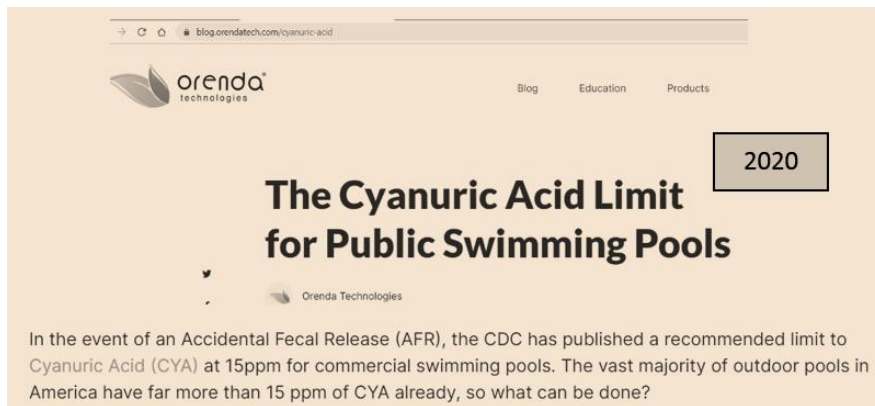 blog.orendatech.com/cyanuric-acid
orenda
technologies
Blog Education Products
2020
The Cyanuric Acid Limit
for Public Swimming Pools
Orenda Technologies
In the event of an Accidental Fecal Release (AFR), the CDC has published a recommended limit to
Cyanuric Acid (CYA) at 15ppm for commercial swimming pools. The vast majority of outdoor pools in
America have far more than 15 ppm of CYA already, so what can be done?